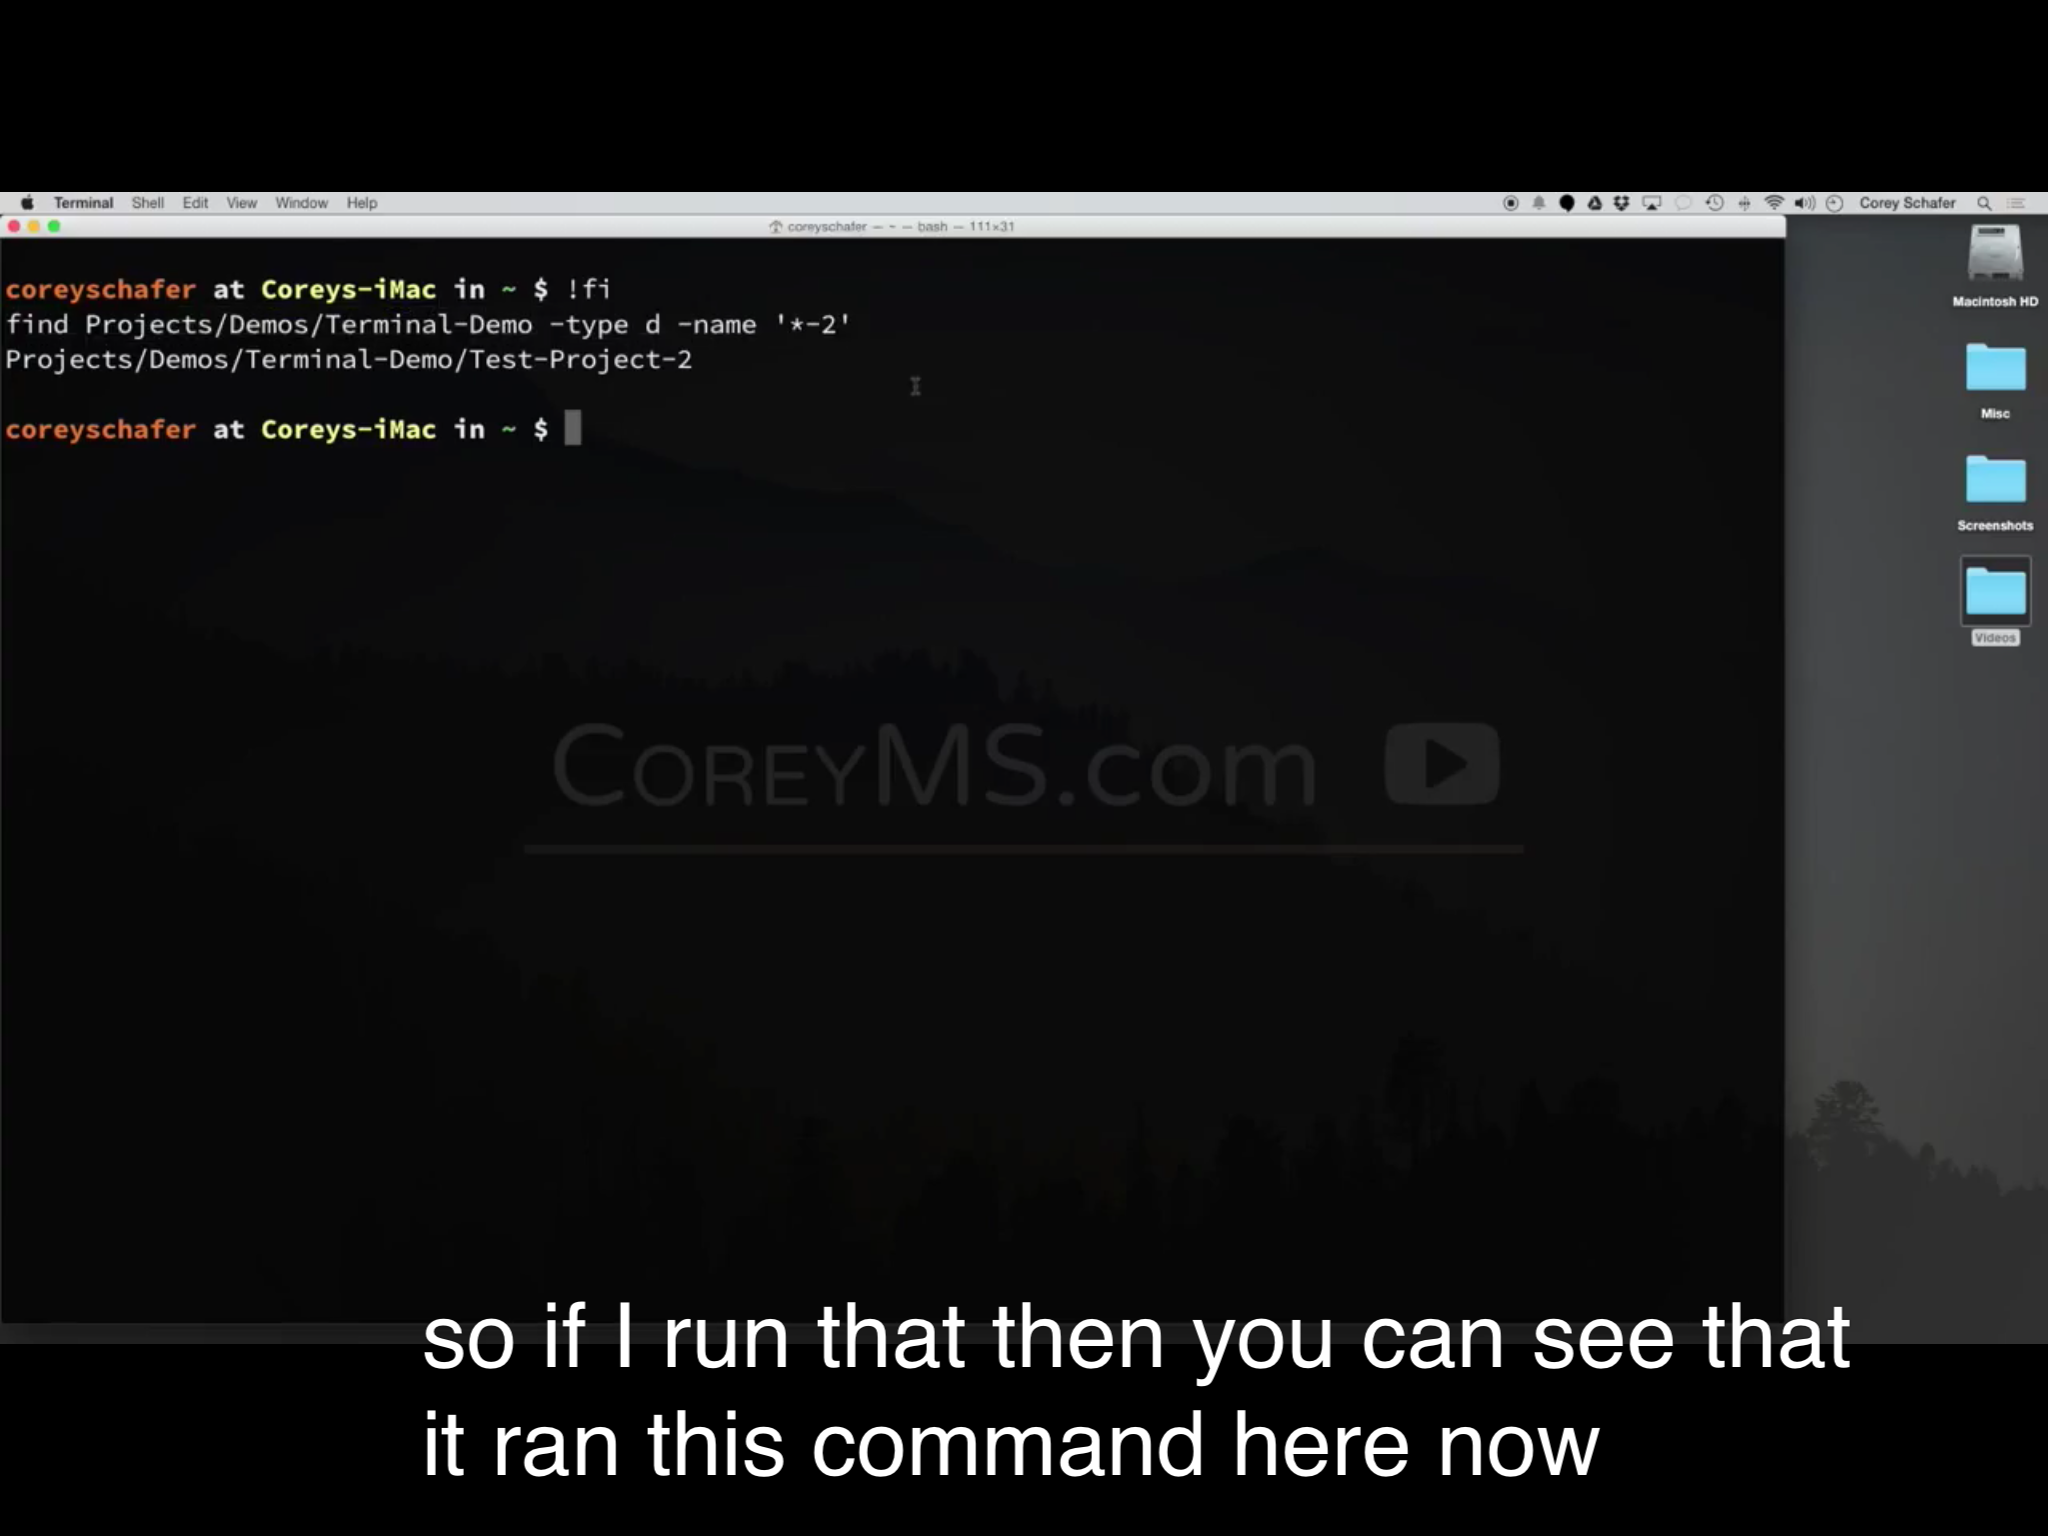 Terminal Shell Edit View Window Help Corey Schafer
coreyschafer — ~ — bash — 111×31
coreyschafer at Coreys-iMac in ~ $ !fi
find Projects/Demos/Terminal-Demo -type d -name '*-2'
Projects/Demos/Terminal-Demo/Test-Project-2
coreyschafer at Coreys-iMac in ~ $
Macintosh HD
Misc
Screenshots
Videos
CoreyMS.com
so if I run that then you can see that
it ran this command here now